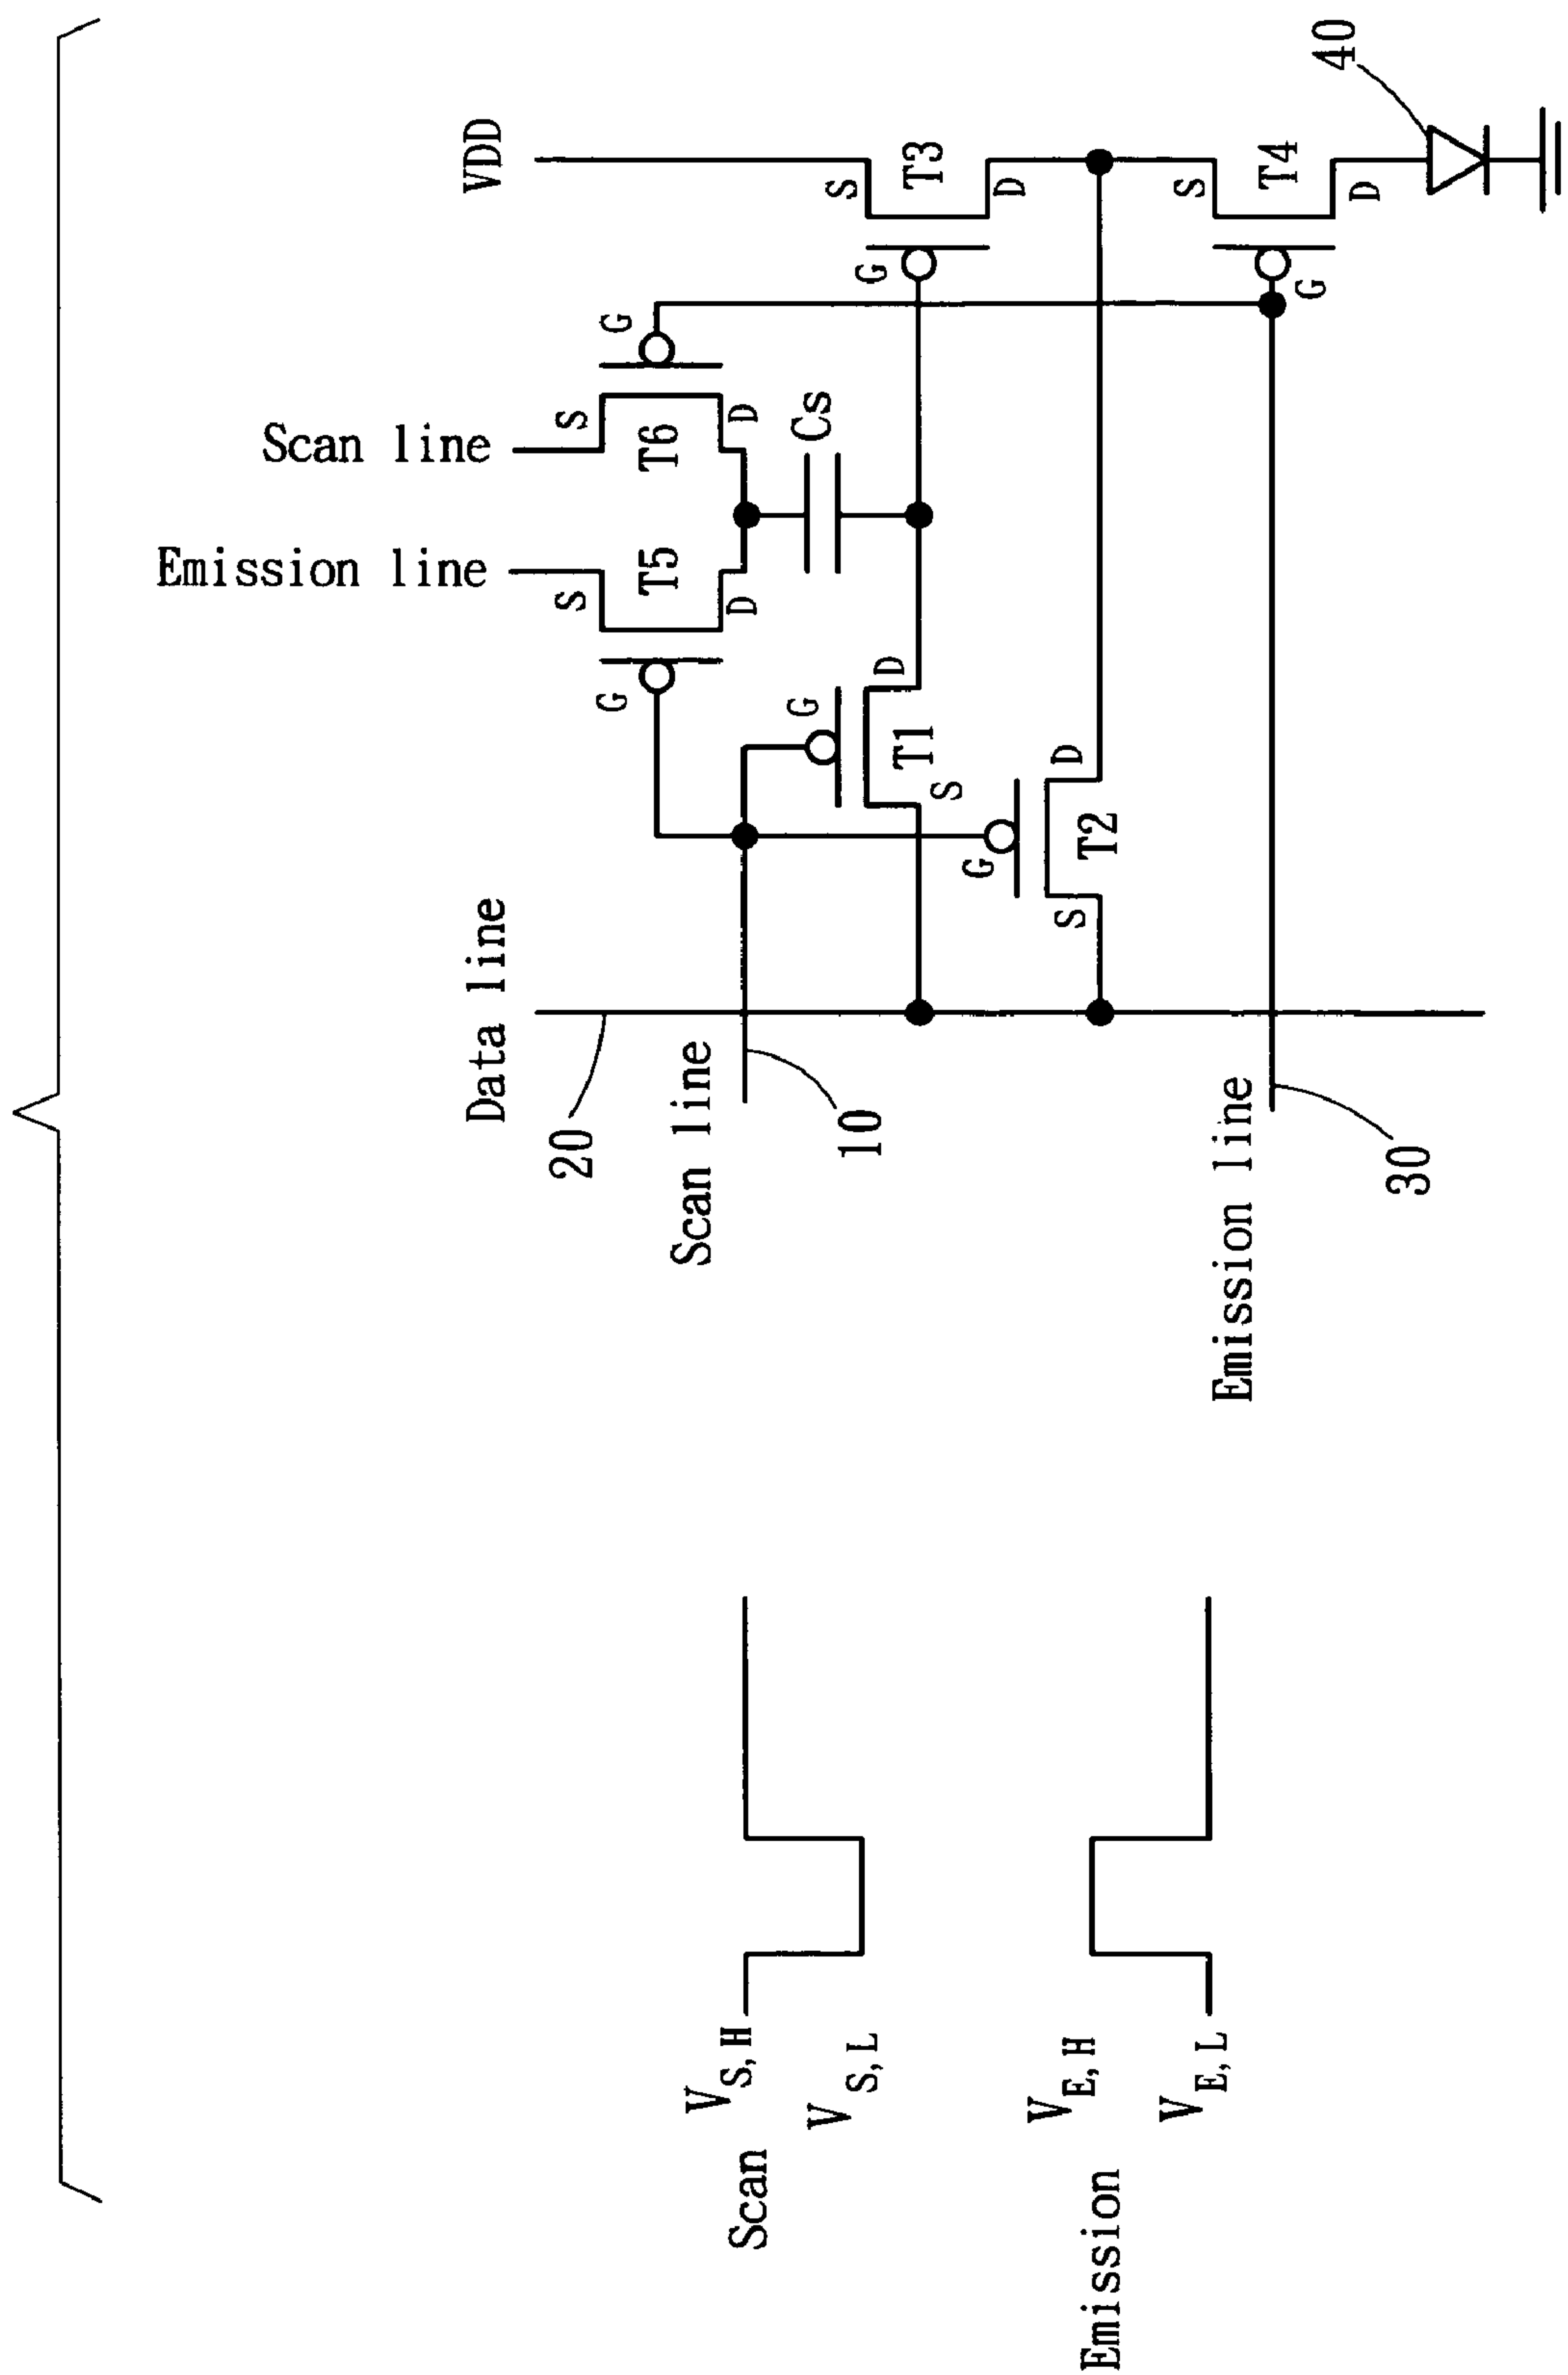 Emission line
Scan line
VDD
Data line
20
S
T5
D
G
S
T6
D
G
Cs
Scan line
10
G
T1
S
D
S
T3
D
G
G
T2
S
D
S
T4
D
G
40
Emission line
30
Scan
V S,H
V S,L
Emission
V E,H
V E,L